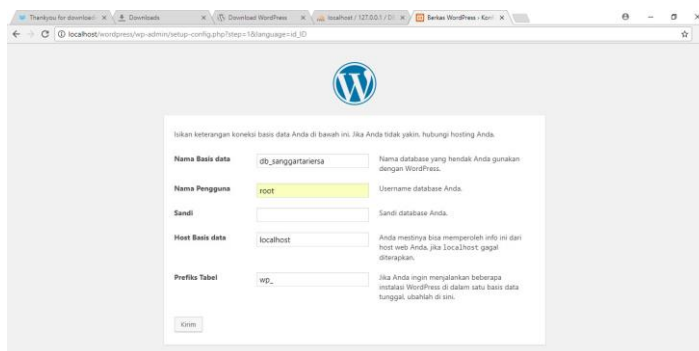 Thankyou for download
Downloads
Download WordPress
localhost / 127.0.0.1 / D
Berkas WordPress › Konf
localhost/wordpress/wp-admin/setup-config.php?step=1&language=id_ID
Isikan keterangan koneksi basis data Anda di bawah ini. Jika Anda tidak yakin, hubungi hosting Anda.
Nama Basis data
db_sanggartariersa
Nama database yang hendak Anda gunakan
dengan WordPress.
Nama Pengguna
root
Username database Anda.
Sandi
Sandi database Anda.
Host Basis data
localhost
Anda mestinya bisa memperoleh info ini dari
host web Anda, jika localhost gagal
diterapkan.
Prefiks Tabel
wp_
Jika Anda ingin menjalankan beberapa
instalasi WordPress di dalam satu basis data
tunggal, ubahlah di sini.
Kirim